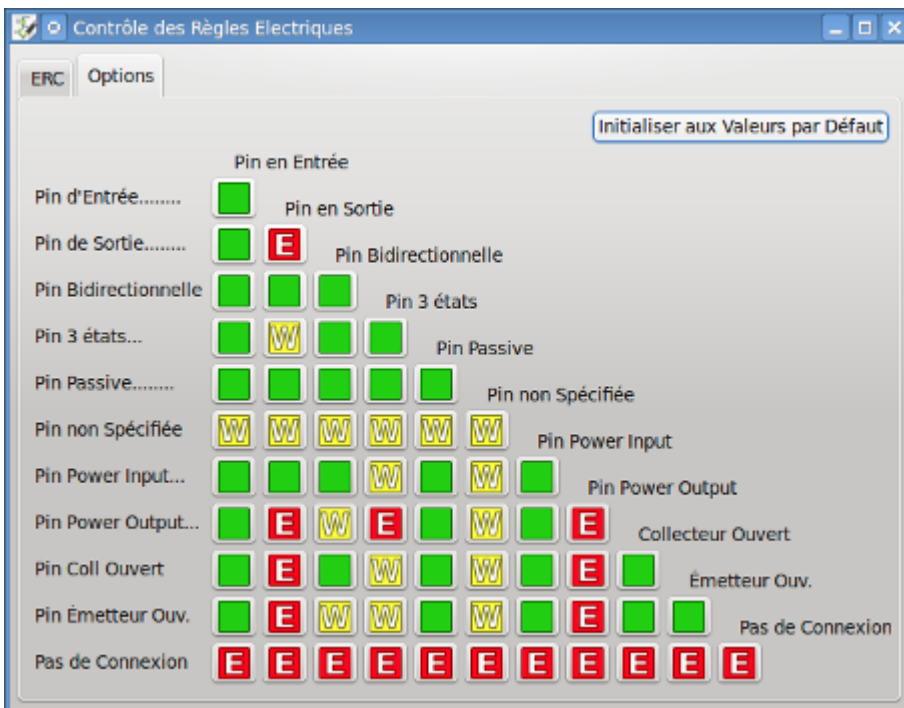 Contrôle des Règles Electriques
ERC Options
Initialiser aux Valeurs par Défaut
Pin en Entrée
Pin d'Entrée........
Pin en Sortie
Pin de Sortie........ E
Pin Bidirectionnelle
Pin Bidirectionnelle
Pin 3 états
Pin 3 états... W
Pin Passive
Pin Passive........
Pin non Spécifiée
Pin non Spécifiée W W W W W W
Pin Power Input
Pin Power Input... W W
Pin Power Output
Pin Power Output... E W E W E
Collecteur Ouvert
Pin Coll Ouvert E W W E
Émetteur Ouv.
Pin Émetteur Ouv. E W W W E
Pas de Connexion
Pas de Connexion E E E E E E E E E E E